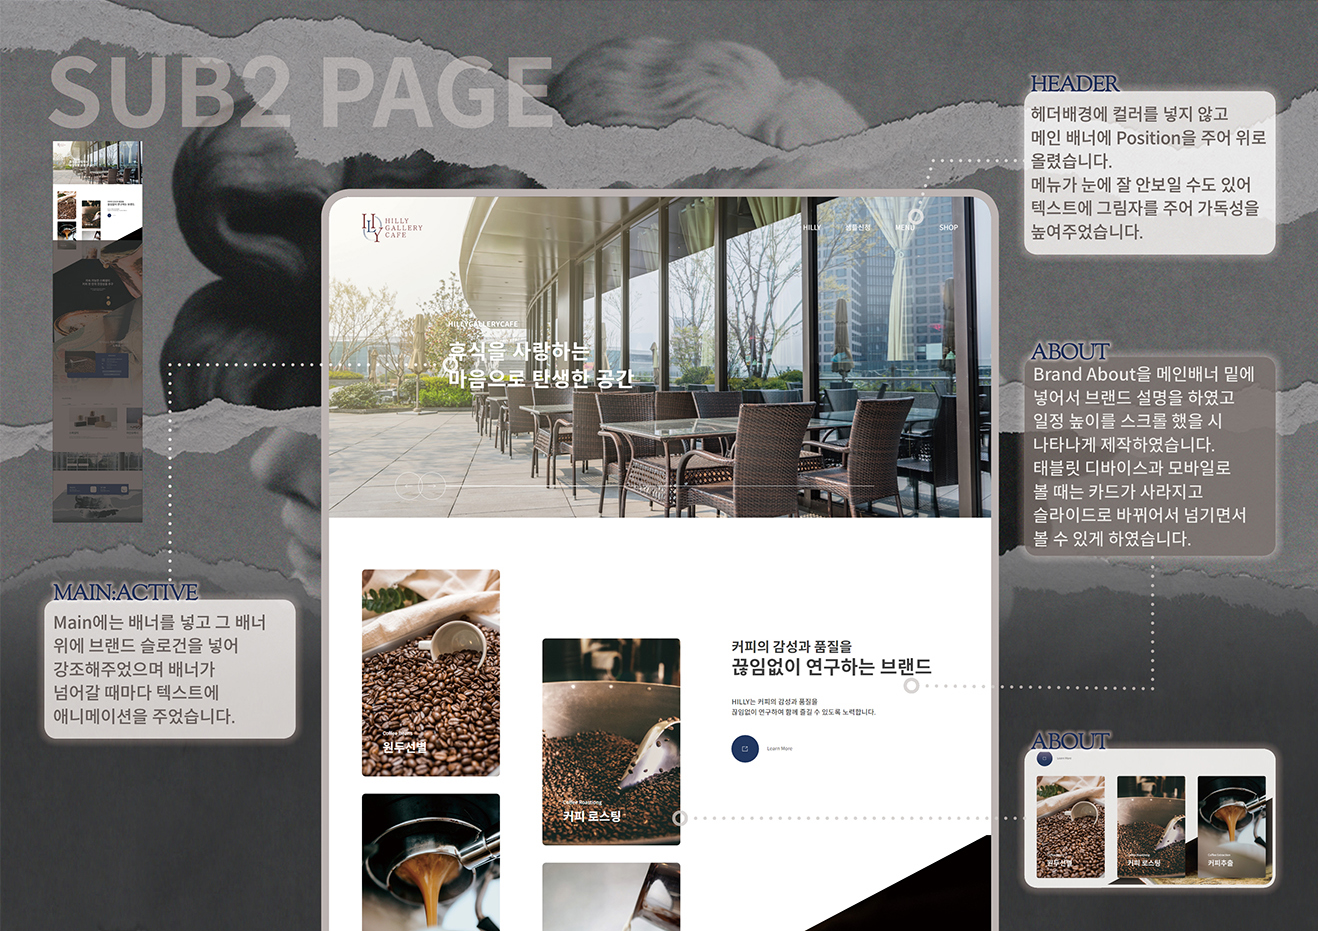 SUB2 PAGE
HEADER
헤더배경에 컬러를 넣지 않고
메인 배너에 Position을 주어 위로
올렸습니다.
메뉴가 눈에 잘 안보일 수도 있어
텍스트에 그림자를 주어 가독성을
높여주었습니다.
HILLY
GALLERY
CAFE
HILLY
샘플신청
MENU
SHOP
HILLYGALLERYCAFE
휴식을 사랑하는
마음으로 탄생한 공간
ABOUT
Brand About을 메인배너 밑에
넣어서 브랜드 설명을 하였고
일정 높이를 스크롤 했을 시
나타나게 제작하였습니다.
태블릿 디바이스과 모바일로
볼 때는 카드가 사라지고
슬라이드로 바뀌어서 넘기면서
볼 수 있게 하였습니다.
MAIN:ACTIVE
Main에는 배너를 넣고 그 배너
위에 브랜드 슬로건을 넣어
강조해주었으며 배너가
넘어갈 때마다 텍스트에
애니메이션을 주었습니다.
Coffee Beans
원두선별
Coffee Roastiong
커피 로스팅
커피의 감성과 품질을
끊임없이 연구하는 브랜드
HILLY는 커피의 감성과 품질을
끊임없이 연구하여 함께 즐길 수 있도록 노력합니다.
Learn More
ABOUT
Learn More
원두선별
커피 로스팅
커피추출